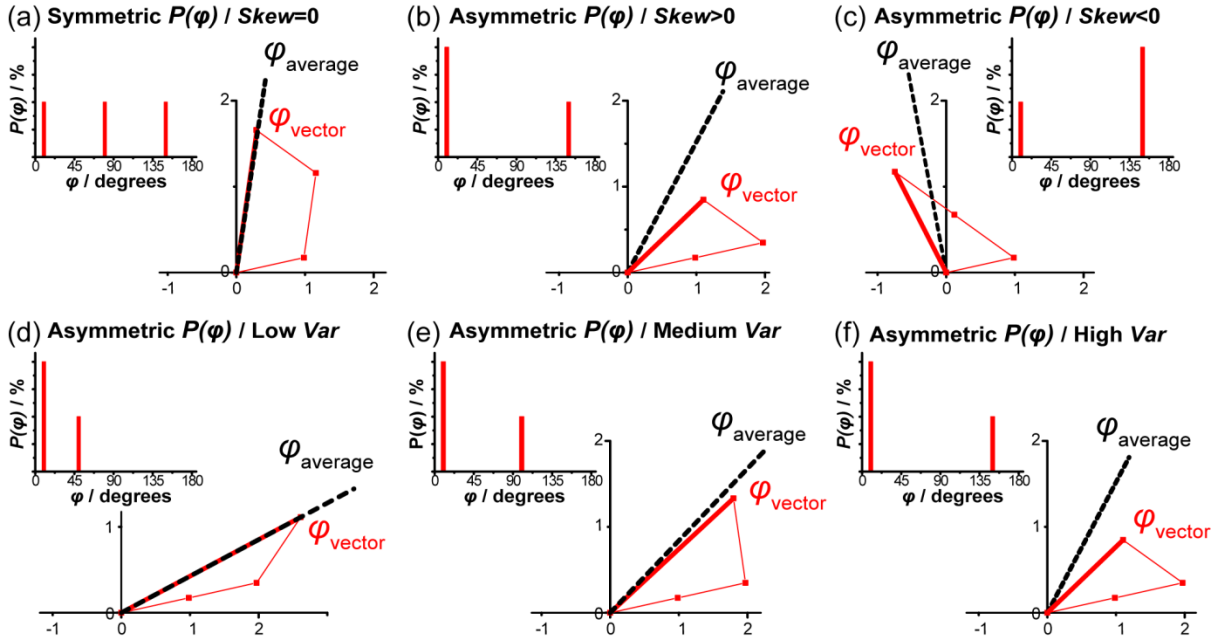 (a) Symmetric P(φ) / Skew=0
P(φ) / %
0 45 90 135 180
φ / degrees
φaverage
φvector
2
0
-1 0 1 2
(b) Asymmetric P(φ) / Skew>0
P(φ) / %
0 45 90 135 180
φ / degrees
φaverage
φvector
2
1
0
-1 0 1 2
(c) Asymmetric P(φ) / Skew<0
P(φ) / %
0 45 90 135 180
φ / degrees
φaverage
φvector
2
0
-1 0 1 2
(d) Asymmetric P(φ) / Low Var
P(φ) / %
0 45 90 135 180
φ / degrees
φaverage
φvector
1
0
-1 0 1 2
(e) Asymmetric P(φ) / Medium Var
P(φ) / %
0 45 90 135 180
φ / degrees
φaverage
φvector
2
1
0
-1 0 1 2
(f) Asymmetric P(φ) / High Var
P(φ) / %
0 45 90 135 180
φ / degrees
φaverage
φvector
2
1
0
-1 0 1 2